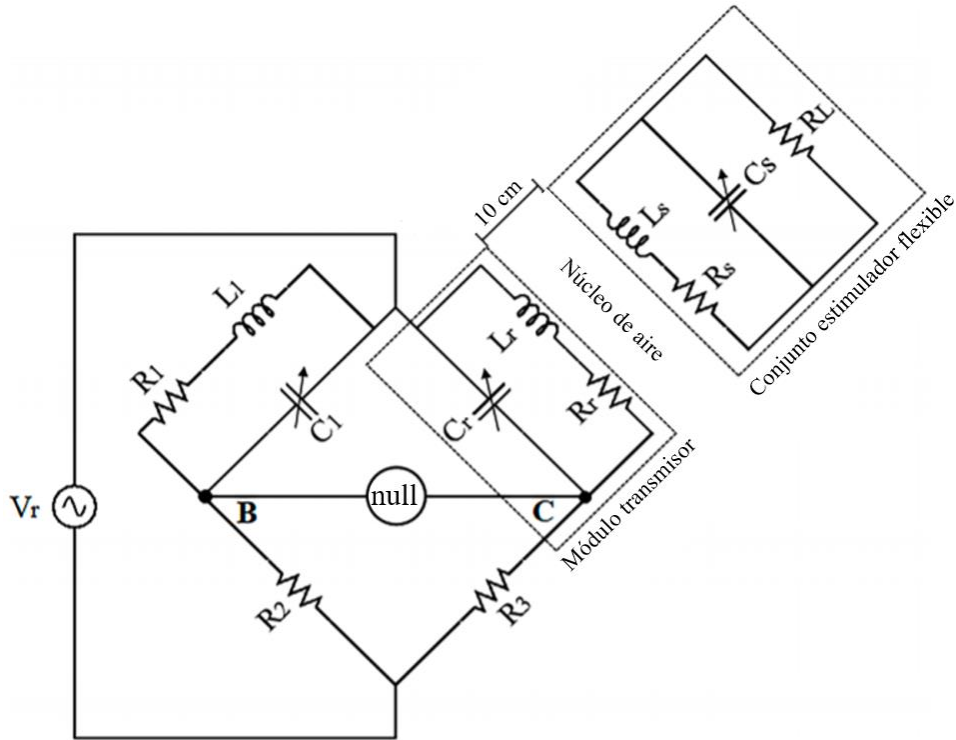 RL
Cs
Ls
Rs
Conjunto estimulador flexible
10 cm
Núcleo de aire
L1
R1
C1
Lr
Cr
Rr
Módulo transmisor
Vr
null
B
C
R2
R3